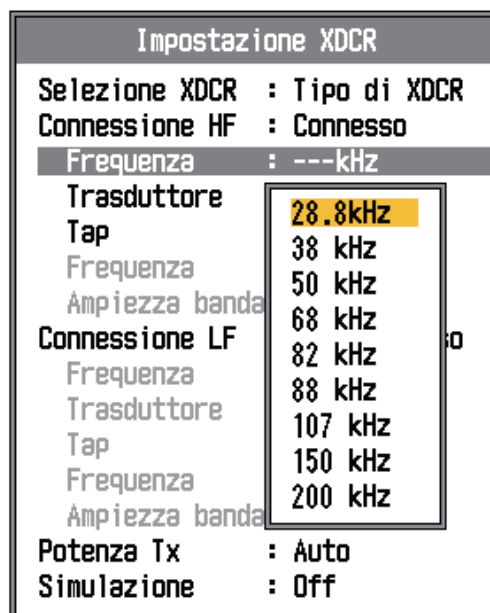 Impostazione XDCR
Selezione XDCR : Tipo di XDCR
Connessione HF : Connesso
Frequenza : ---kHz
Trasduttore
Tap
Frequenza
Ampiezza banda
Connessione LF
Frequenza
Trasduttore
Tap
Frequenza
Ampiezza banda
28.8kHz
38 kHz
50 kHz
68 kHz
82 kHz
88 kHz
107 kHz
150 kHz
200 kHz
Potenza Tx : Auto
Simulazione : Off